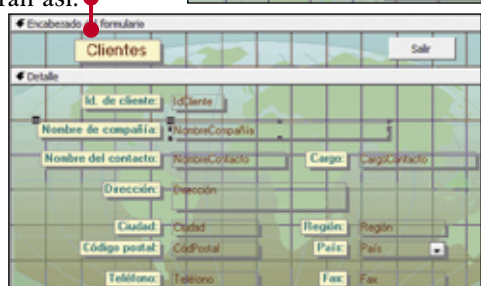 rán así.
Encabezado del formulario
Clientes Salir
Detalle
Id. de cliente: IdCliente
Nombre de compañía: NombreCompañía
Nombre del contacto: NombreContacto Cargo: CargoContacto
Dirección: Dirección
Ciudad: Ciudad Región: Región
Código postal: CódPostal País: País
Teléfono: Teléfono Fax: Fax